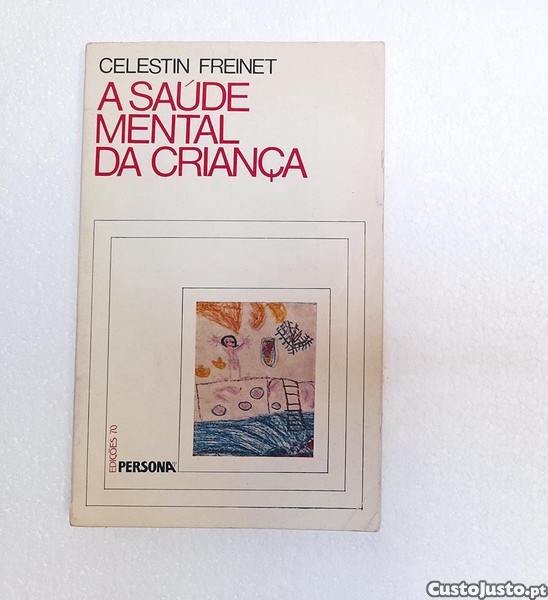 CELESTIN FREINET
A SAÚDE
MENTAL
DA CRIANÇA
EDIÇÕES 70
PERSONA
CustoJusto.pt